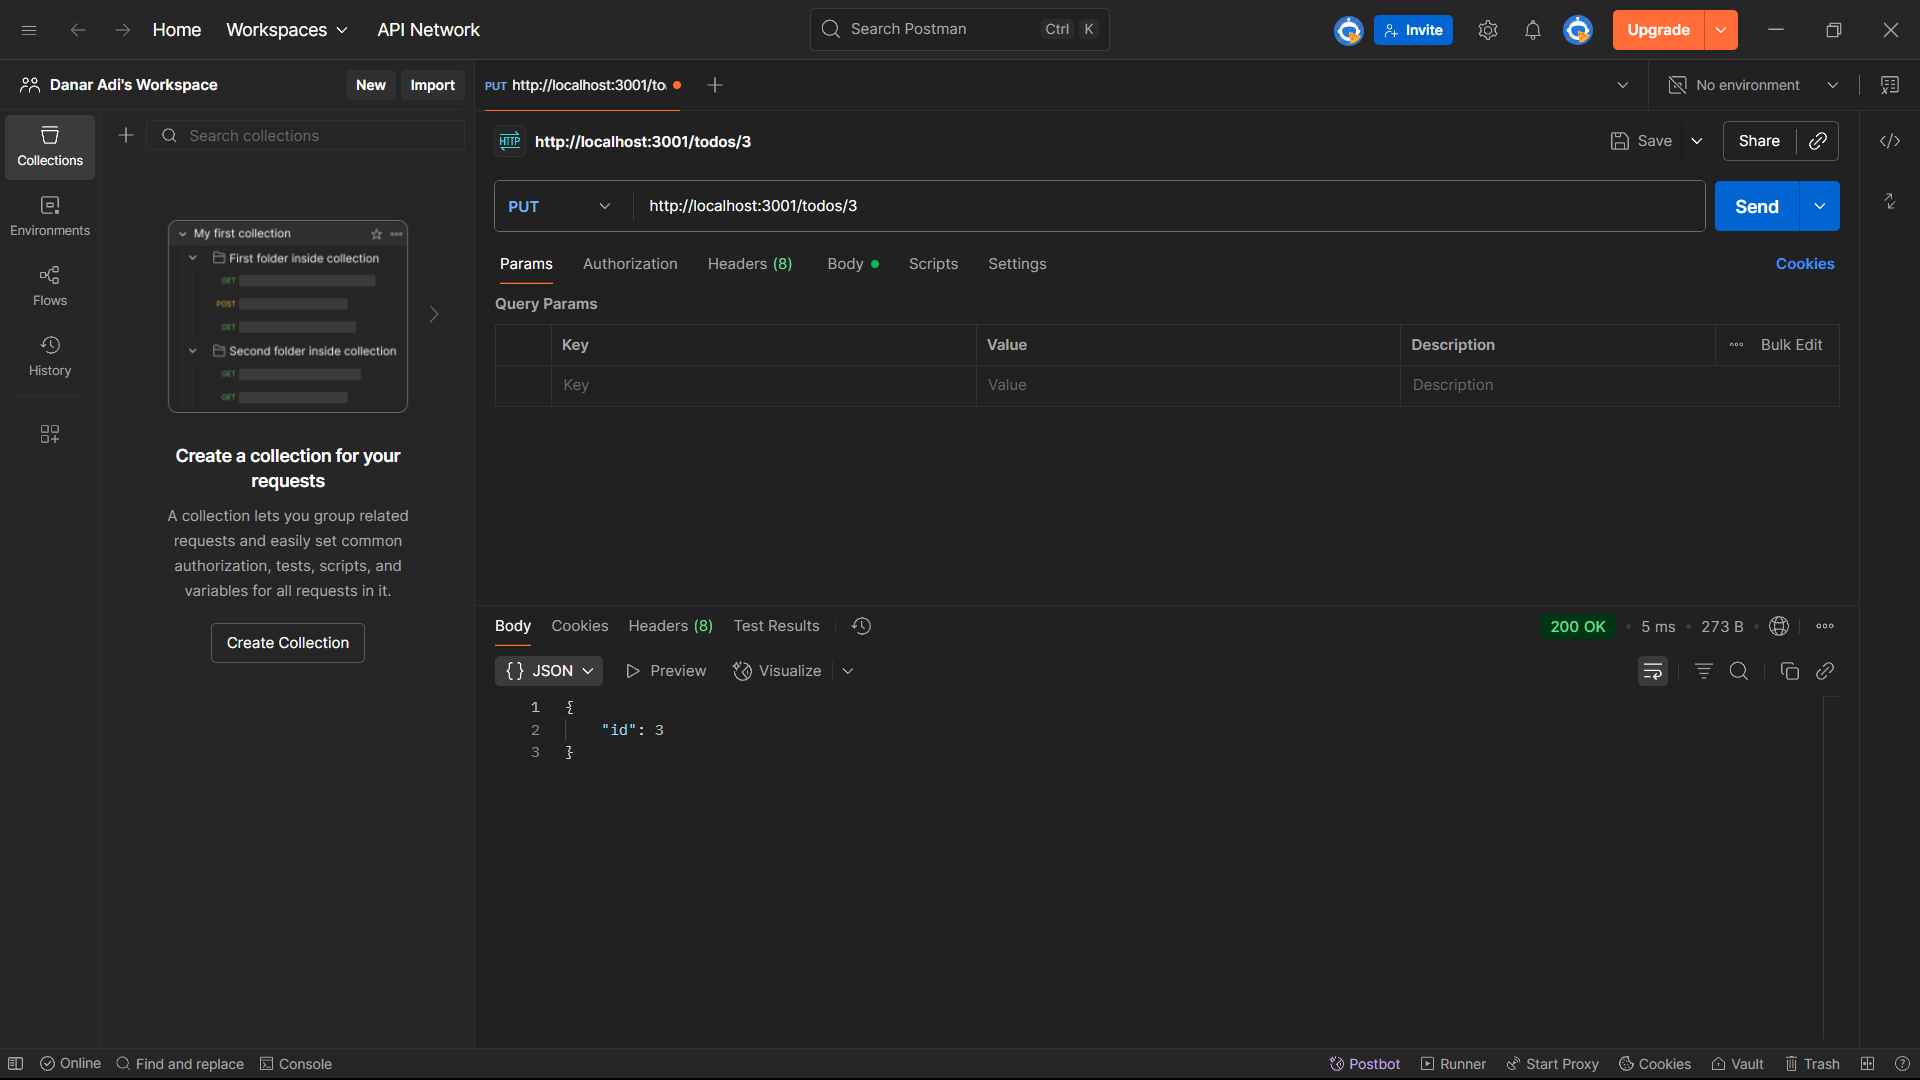 Home Workspaces API Network Search Postman Ctrl K Invite Upgrade
Danar Adi's Workspace New Import PUT http://localhost:3001/to No environment
Collections
Search collections
HTTP http://localhost:3001/todos/3 Save Share
Environments
Flows
History
My first collection
First folder inside collection
GET
POST
GET
Second folder inside collection
GET
GET
Create a collection for your
requests
A collection lets you group related
requests and easily set common
authorization, tests, scripts, and
variables for all requests in it.
Create Collection
PUT http://localhost:3001/todos/3 Send
Params Authorization Headers (8) Body Scripts Settings Cookies
Query Params
Key Value Description Bulk Edit
Key Value Description
Body Cookies Headers (8) Test Results 200 OK 5 ms 273 B
{} JSON Preview Visualize
1 {
2 "id": 3
3 }
Online Find and replace Console Postbot Runner Start Proxy Cookies Vault Trash